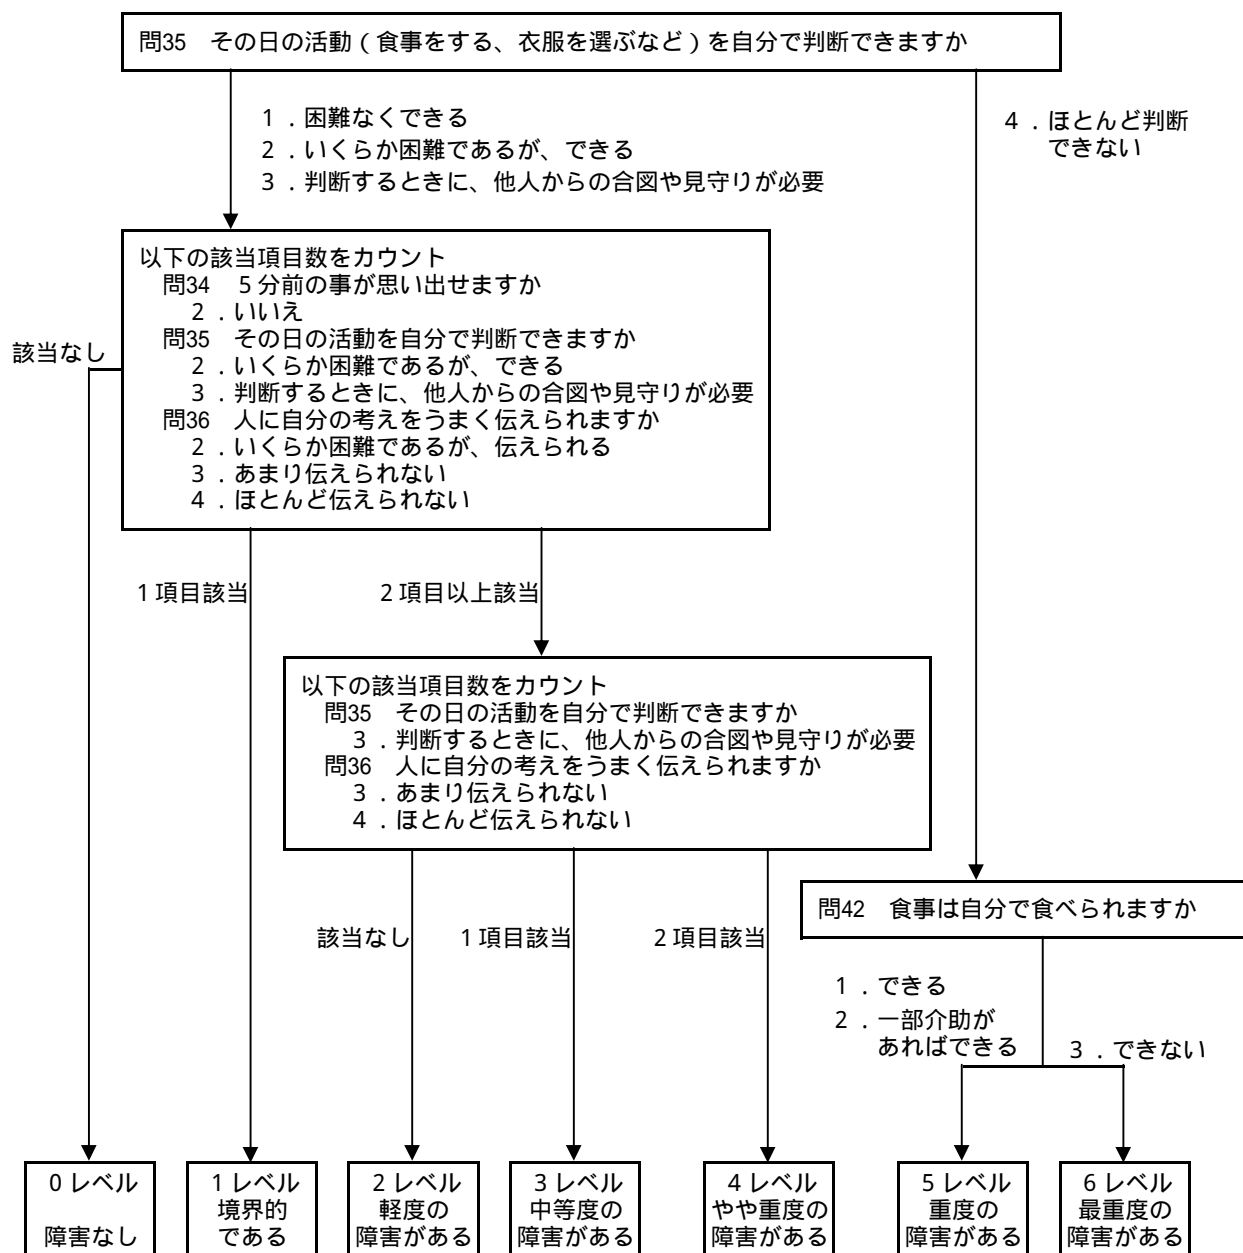 問35　その日の活動（食事をする、衣服を選ぶなど）を自分で判断できますか
1．困難なくできる
2．いくらか困難であるが、できる
3．判断するときに、他人からの合図や見守りが必要
4．ほとんど判断
できない
以下の該当項目数をカウント
問34　5分前の事が思い出せますか
2．いいえ
問35　その日の活動を自分で判断できますか
2．いくらか困難であるが、できる
3．判断するときに、他人からの合図や見守りが必要
問36　人に自分の考えをうまく伝えられますか
2．いくらか困難であるが、伝えられる
3．あまり伝えられない
4．ほとんど伝えられない
該当なし
1項目該当
2項目以上該当
以下の該当項目数をカウント
問35　その日の活動を自分で判断できますか
3．判断するときに、他人からの合図や見守りが必要
問36　人に自分の考えをうまく伝えられますか
3．あまり伝えられない
4．ほとんど伝えられない
該当なし
1項目該当
2項目該当
問42　食事は自分で食べられますか
1．できる
2．一部介助が
あればできる
3．できない
0レベル
障害なし
1レベル
境界的
である
2レベル
軽度の
障害がある
3レベル
中等度の
障害がある
4レベル
やや重度の
障害がある
5レベル
重度の
障害がある
6レベル
最重度の
障害がある